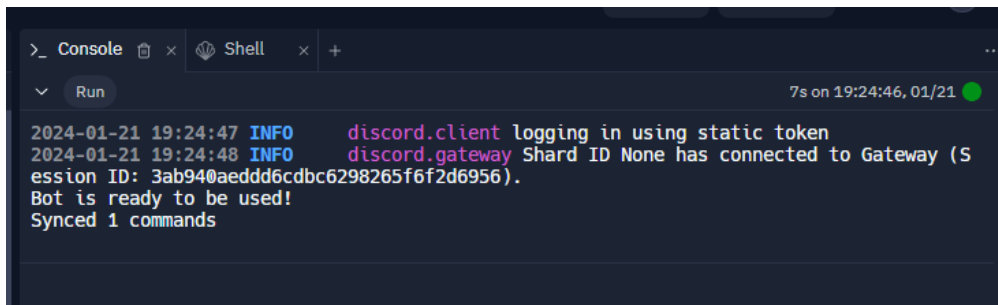 >_ Console × Shell × +
Run 7s on 19:24:46, 01/21
2024-01-21 19:24:47 INFO discord.client logging in using static token
2024-01-21 19:24:48 INFO discord.gateway Shard ID None has connected to Gateway (S
ession ID: 3ab940aeddd6cdbc6298265f6f2d6956).
Bot is ready to be used!
Synced 1 commands